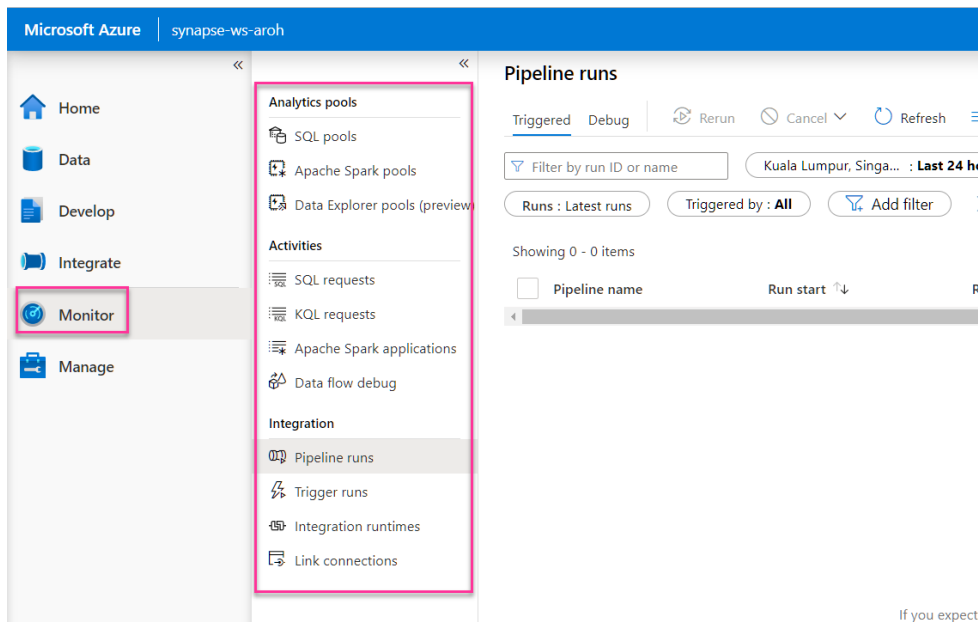 Microsoft Azure synapse-ws-aroh
Home
Data
Develop
Integrate
Monitor
Manage
Analytics pools
SQL pools
Apache Spark pools
Data Explorer pools (preview)
Activities
SQL requests
KQL requests
Apache Spark applications
Data flow debug
Integration
Pipeline runs
Trigger runs
Integration runtimes
Link connections
Pipeline runs
Triggered Debug Rerun Cancel Refresh
Filter by run ID or name Kuala Lumpur, Singa... : Last 24 h
Runs : Latest runs Triggered by : All Add filter
Showing 0 - 0 items
Pipeline name Run start R
If you expect